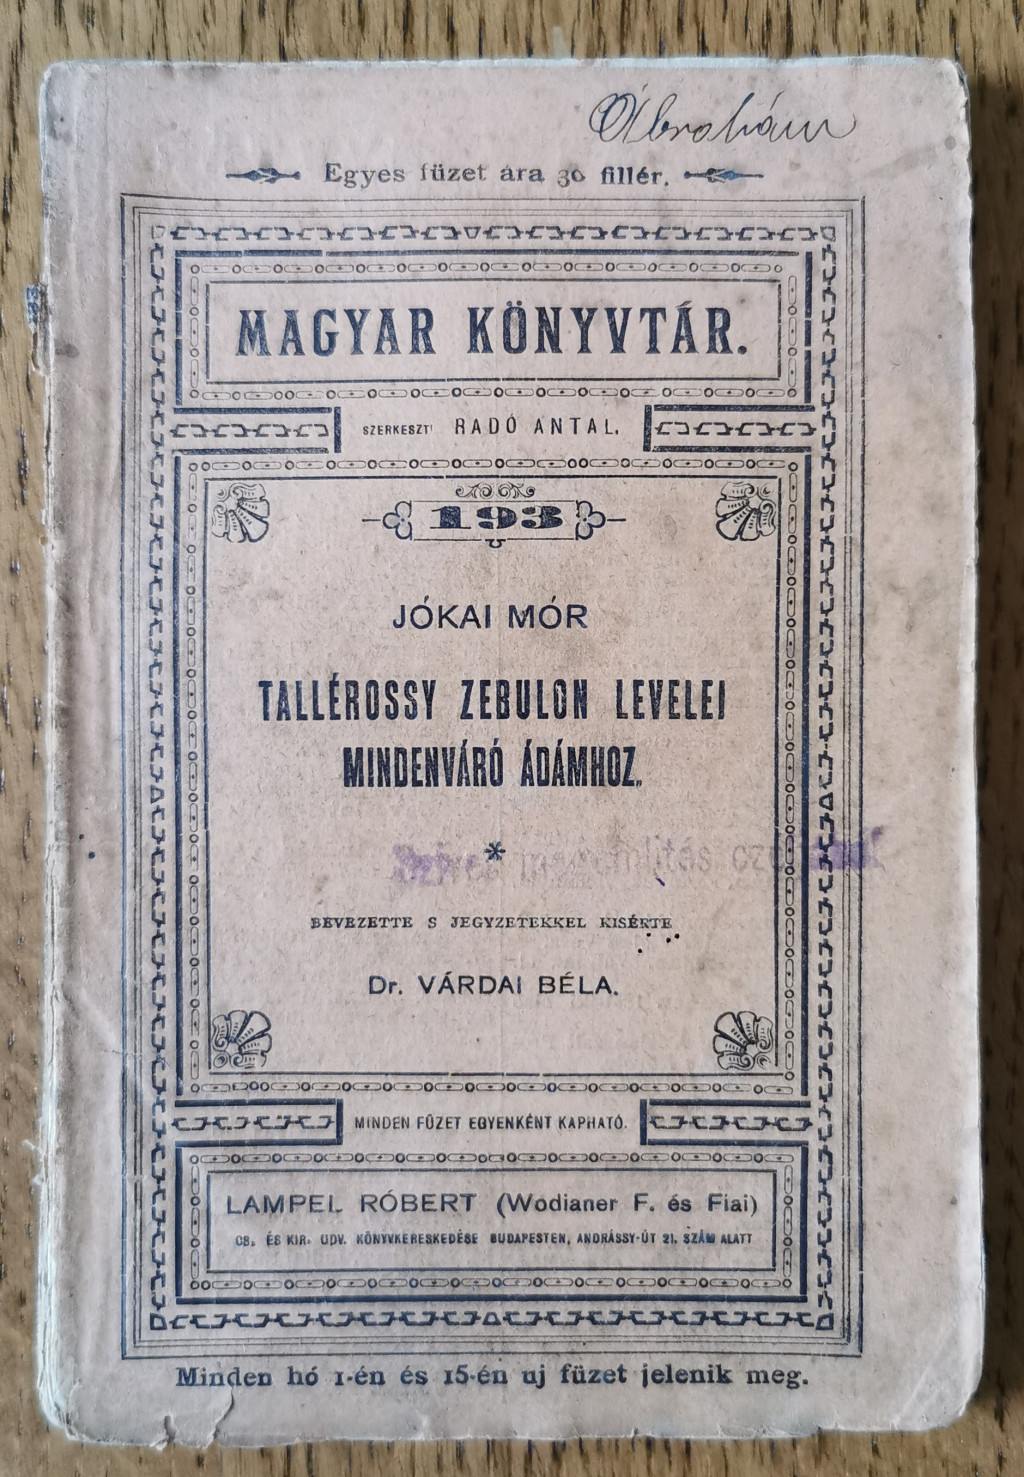 Ábrahám
Egyes füzet ára 30 fillér.
MAGYAR KÖNYVTÁR.
SZERKESZTI RADÓ ANTAL.
193
JÓKAI MÓR
TALLÉROSSY ZEBULON LEVELEI
MINDENVÁRÓ ÁDÁMHOZ.
*
BEVEZETTE S JEGYZETEKKEL KISÉRTE
Dr. VÁRDAI BÉLA.
MINDEN FÜZET EGYENKÉNT KAPHATÓ.
LAMPEL RÓBERT (Wodianer F. és Fiai)
CS. ÉS KIR. UDV. KÖNYVKERESKEDÉSE BUDAPESTEN, ANDRÁSSY-ÚT 21. SZÁM ALATT
Minden hó 1-én és 15-én uj füzet jelenik meg.